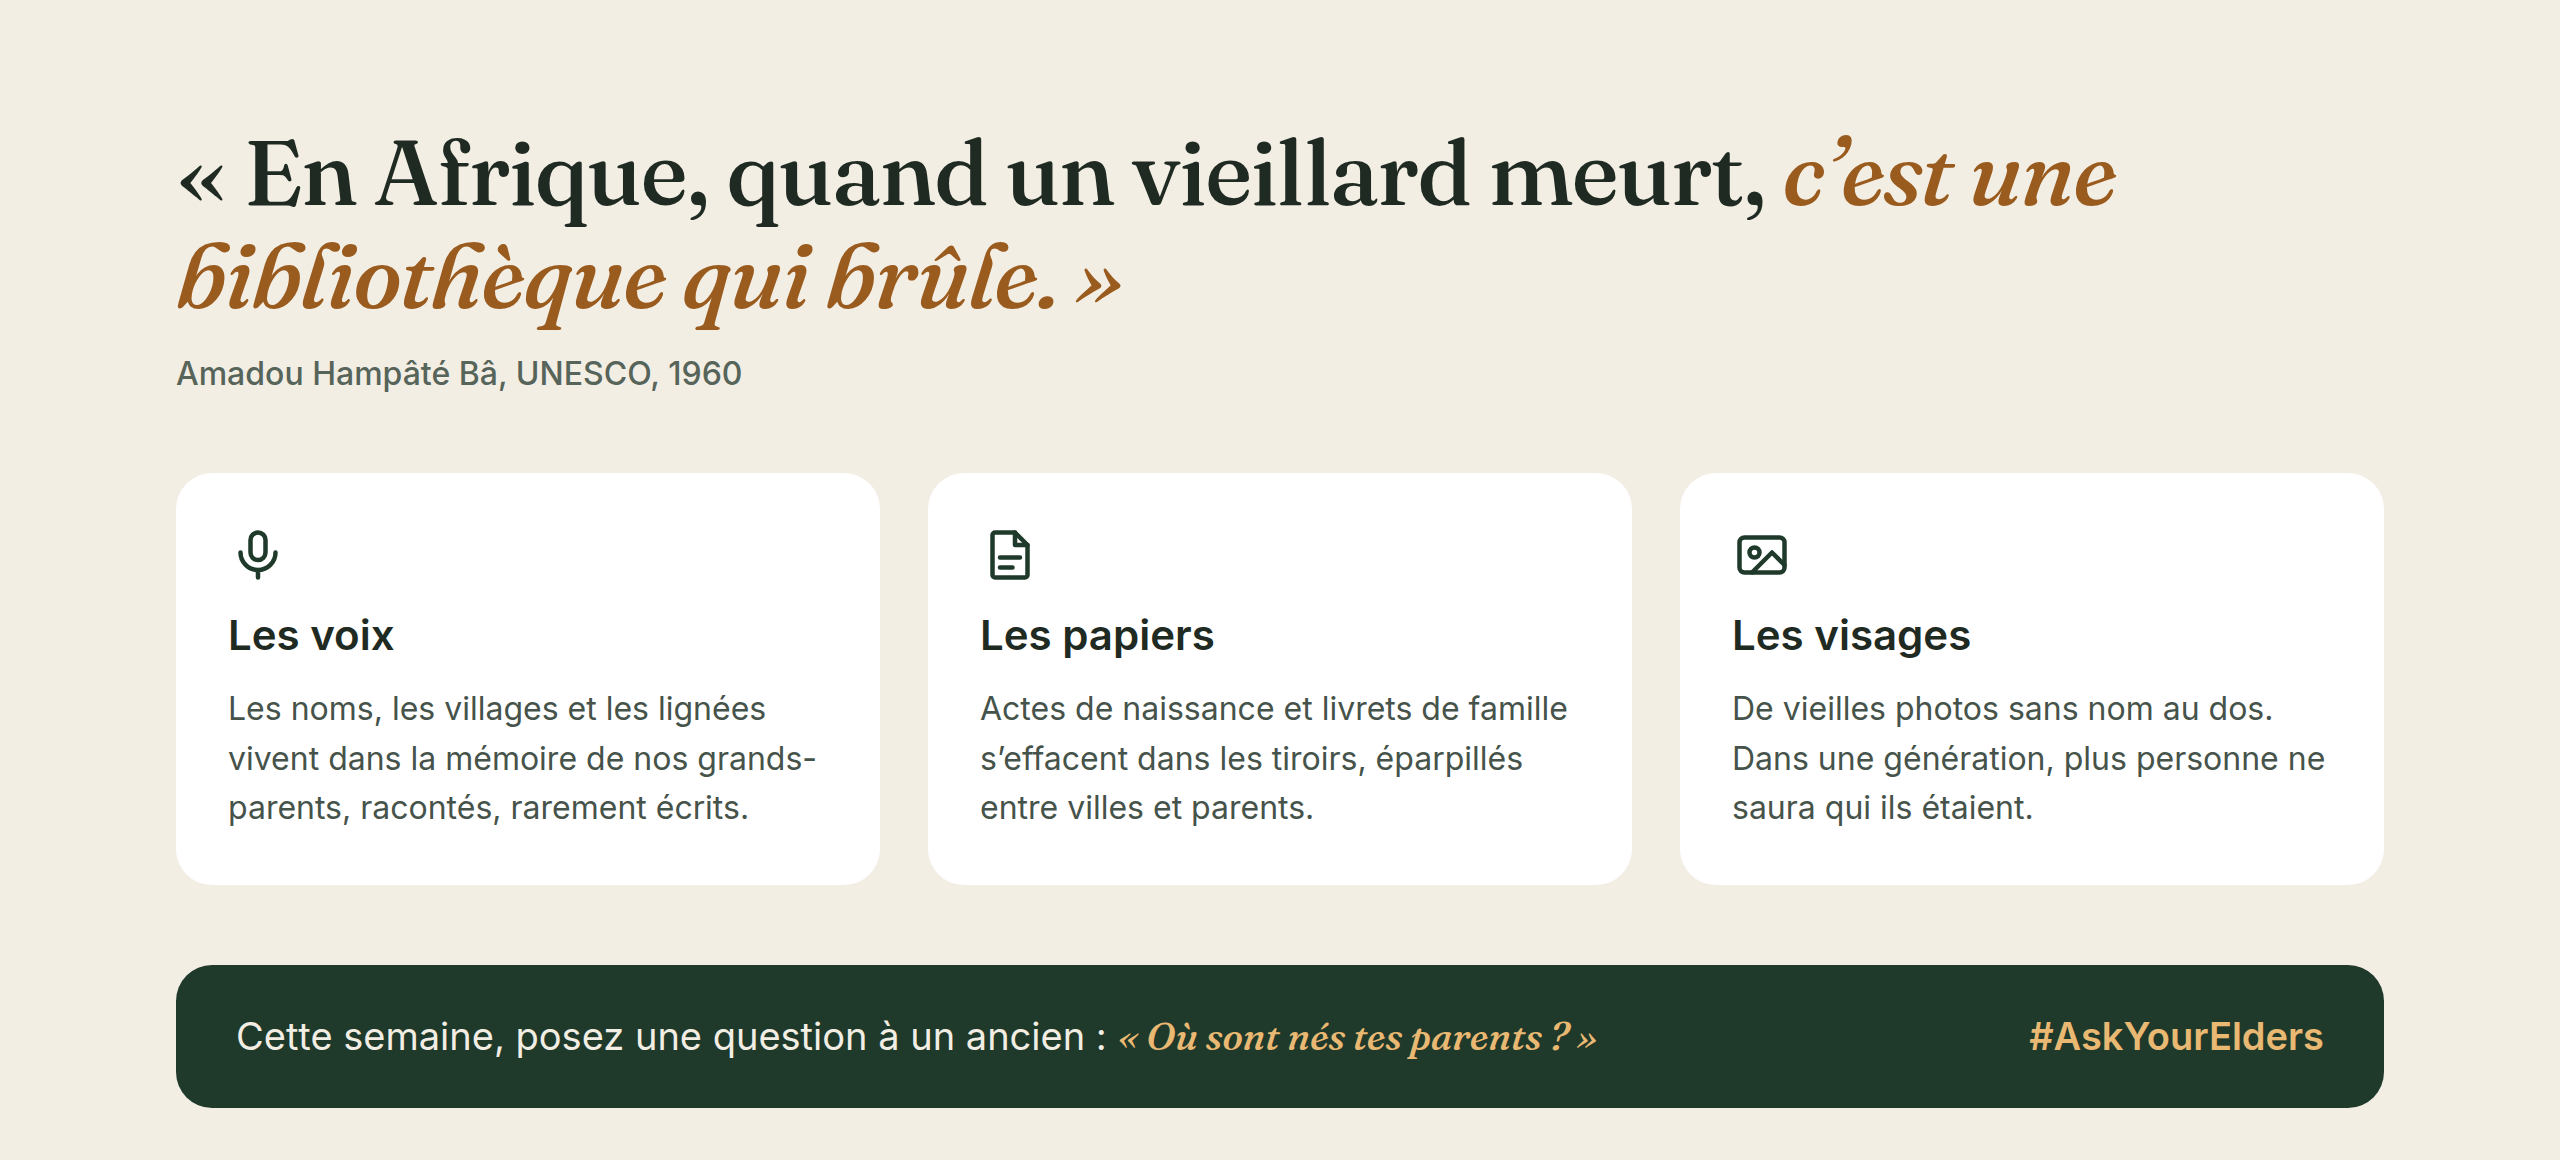 « En Afrique, quand un vieillard meurt, c’est une
bibliothèque qui brûle. »
Amadou Hampâté Bâ, UNESCO, 1960
Les voix
Les noms, les villages et les lignées
vivent dans la mémoire de nos grands-
parents, racontés, rarement écrits.
Les papiers
Actes de naissance et livrets de famille
s’effacent dans les tiroirs, éparpillés
entre villes et parents.
Les visages
De vieilles photos sans nom au dos.
Dans une génération, plus personne ne
saura qui ils étaient.
Cette semaine, posez une question à un ancien : « Où sont nés tes parents ? »
#AskYourElders